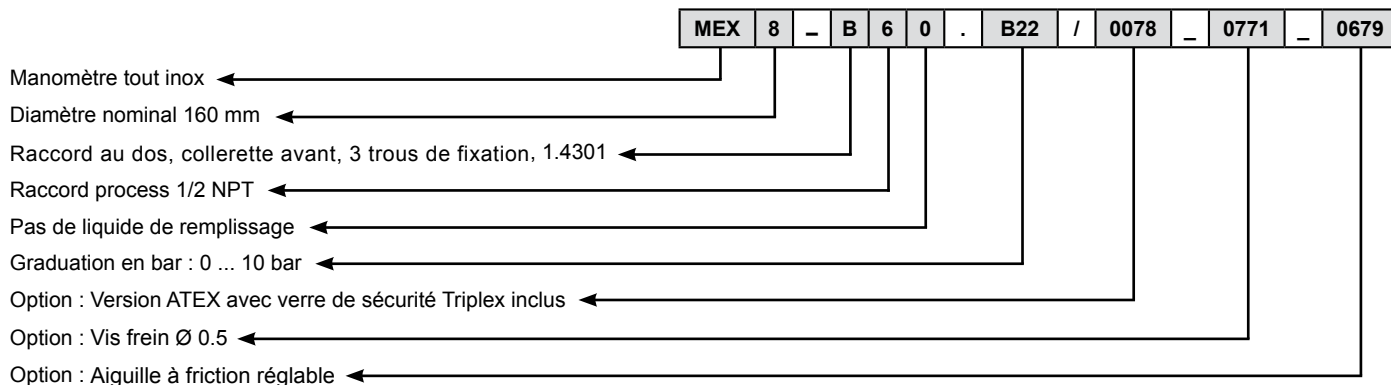 MEX 8 – B 6 0 . B22 / 0078 _ 0771 _ 0679
Manomètre tout inox
Diamètre nominal 160 mm
Raccord au dos, collerette avant, 3 trous de fixation, 1.4301
Raccord process 1/2 NPT
Pas de liquide de remplissage
Graduation en bar : 0 ... 10 bar
Option : Version ATEX avec verre de sécurité Triplex inclus
Option : Vis frein Ø 0.5
Option : Aiguille à friction réglable